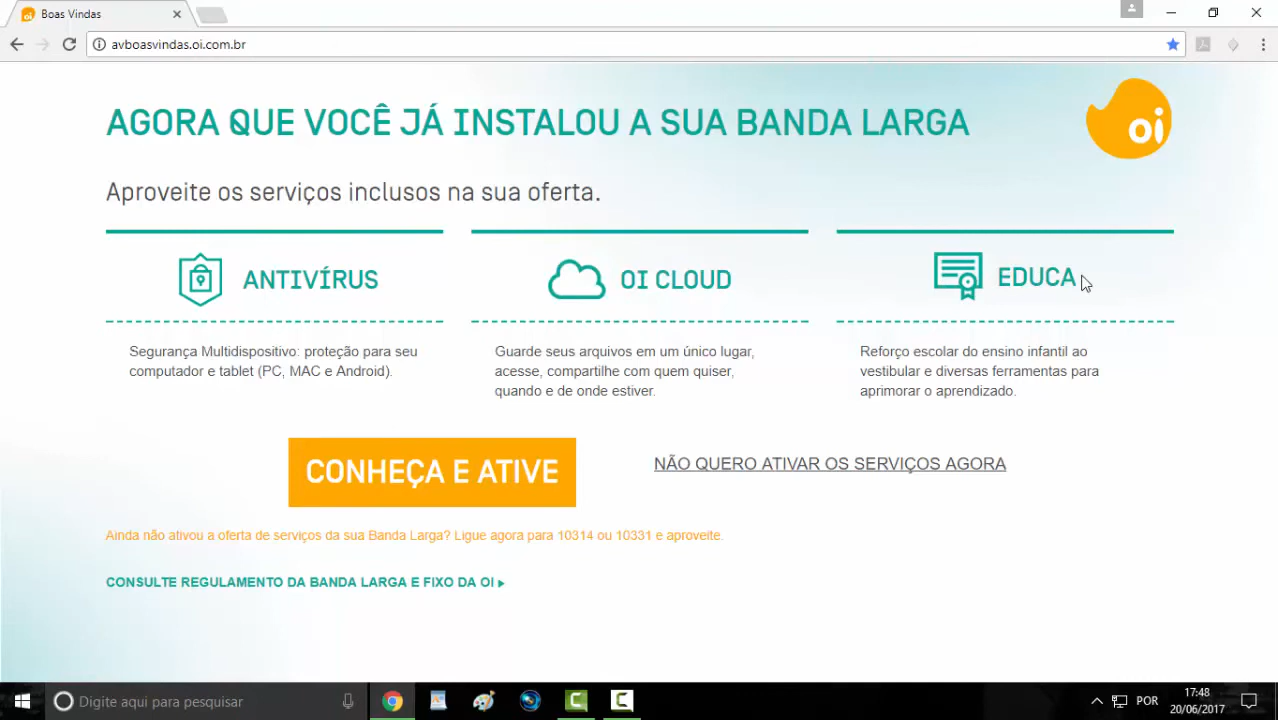 Boas Vindas
avboasvindas.oi.com.br
AGORA QUE VOCÊ JÁ INSTALOU A SUA BANDA LARGA
oi
Aproveite os serviços inclusos na sua oferta.
ANTIVÍRUS
Segurança Multidispositivo: proteção para seu
computador e tablet (PC, MAC e Android).
OI CLOUD
Guarde seus arquivos em um único lugar,
acesse, compartilhe com quem quiser,
quando e de onde estiver.
EDUCA
Reforço escolar do ensino infantil ao
vestibular e diversas ferramentas para
aprimorar o aprendizado.
CONHEÇA E ATIVE
NÃO QUERO ATIVAR OS SERVIÇOS AGORA
Ainda não ativou a oferta de serviços da sua Banda Larga? Ligue agora para 10314 ou 10331 e aproveite.
CONSULTE REGULAMENTO DA BANDA LARGA E FIXO DA OI
Digite aqui para pesquisar
POR
17:48
20/06/2017